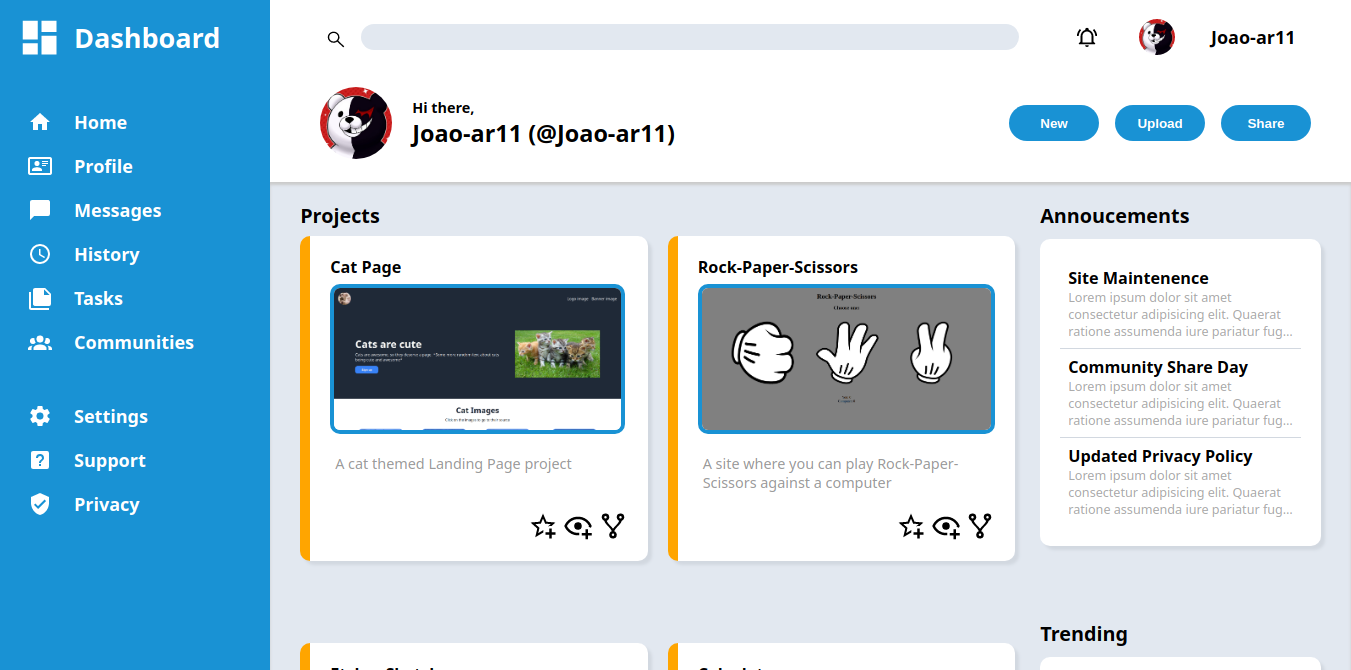 Dashboard
Joao-ar11
Hi there,
Joao-ar11 (@Joao-ar11)
New
Upload
Share
Home
Profile
Messages
History
Tasks
Communities
Settings
Support
Privacy
Projects
Cat Page
Logo Image Banner Image
Cats are cute
Cat Images
A cat themed Landing Page project
Rock-Paper-Scissors
Rock-Paper-Scissors
A site where you can play Rock-Paper-
Scissors against a computer
Annoucements
Site Maintenence
Lorem ipsum dolor sit amet
consectetur adipisicing elit. Quaerat
ratione assumenda iure pariatur fug...
Community Share Day
Lorem ipsum dolor sit amet
consectetur adipisicing elit. Quaerat
ratione assumenda iure pariatur fug...
Updated Privacy Policy
Lorem ipsum dolor sit amet
consectetur adipisicing elit. Quaerat
ratione assumenda iure pariatur fug...
Trending